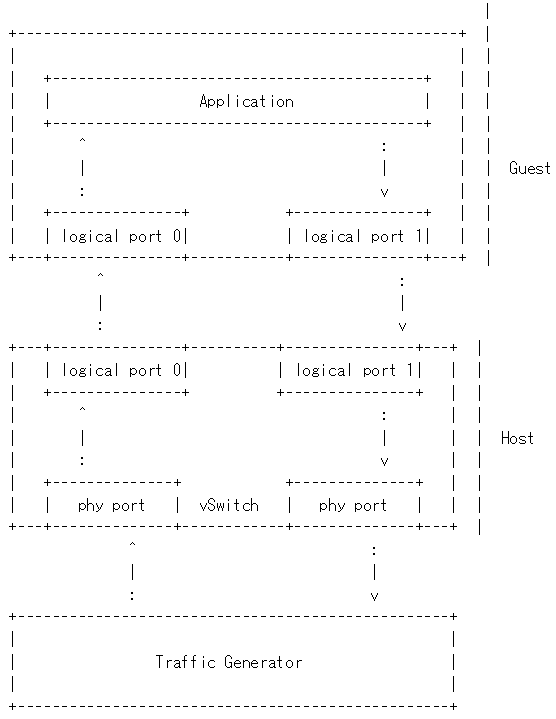 Application
Guest
logical port 0 logical port 1
logical port 0 logical port 1
Host
phy port vSwitch phy port
Traffic Generator